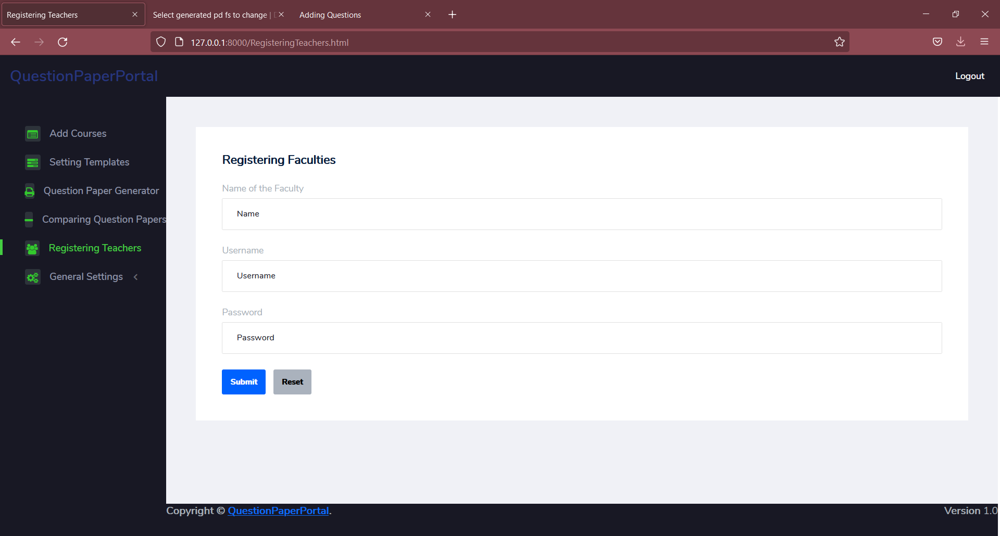 Registering Teachers
Select generated pd fs to change |
Adding Questions
127.0.0.1:8000/RegisteringTeachers.html
QuestionPaperPortal
Logout
Add Courses
Setting Templates
Question Paper Generator
Comparing Question Papers
Registering Teachers
General Settings
Registering Faculties
Name of the Faculty
Name
Username
Username
Password
Password
Submit Reset
Copyright © QuestionPaperPortal.
Version 1.0